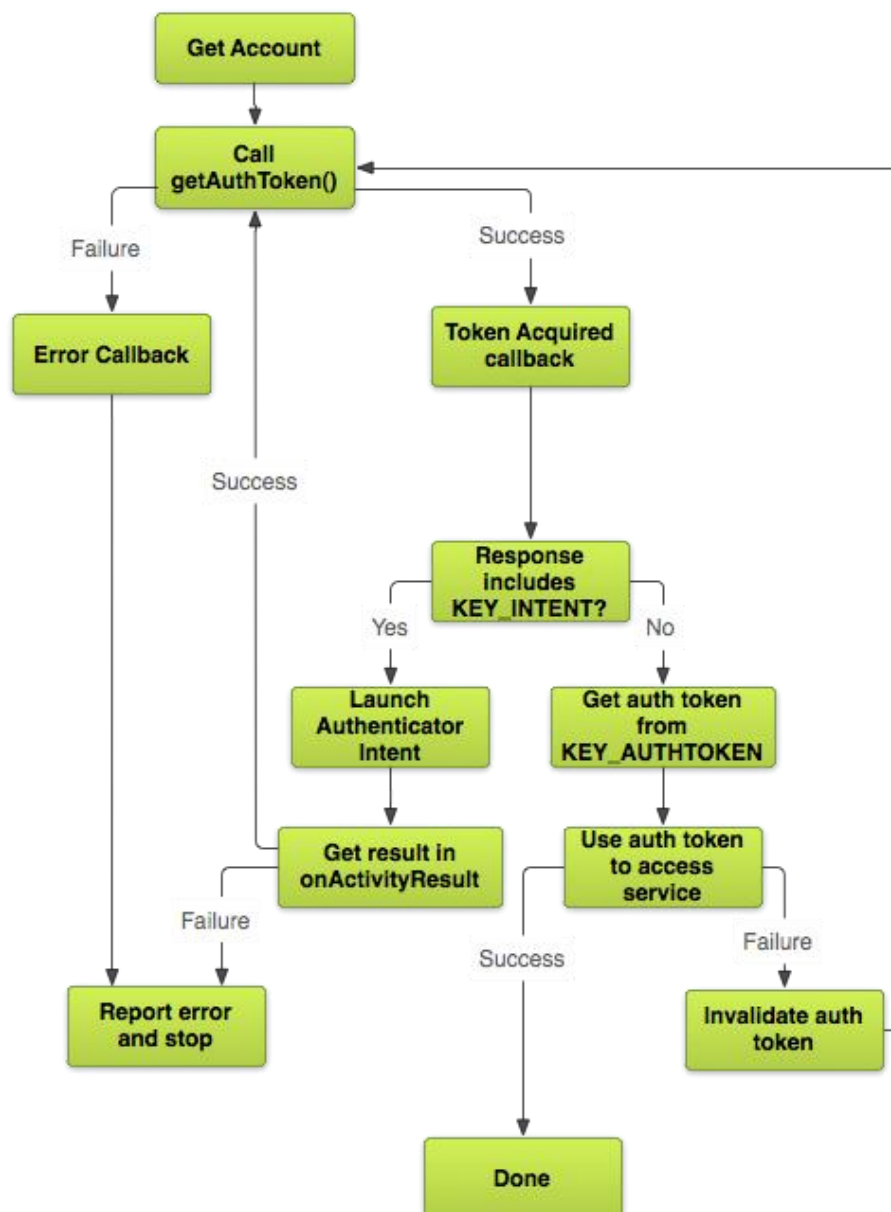 Get Account
Call
getAuthToken()
Failure
Success
Error Callback
Token Acquired
callback
Success
Response
includes
KEY_INTENT?
Yes
No
Launch
Authenticator
Intent
Get auth token
from
KEY_AUTHTOKEN
Get result in
onActivityResult
Use auth token
to access
service
Failure
Success
Failure
Report error
and stop
Invalidate auth
token
Done